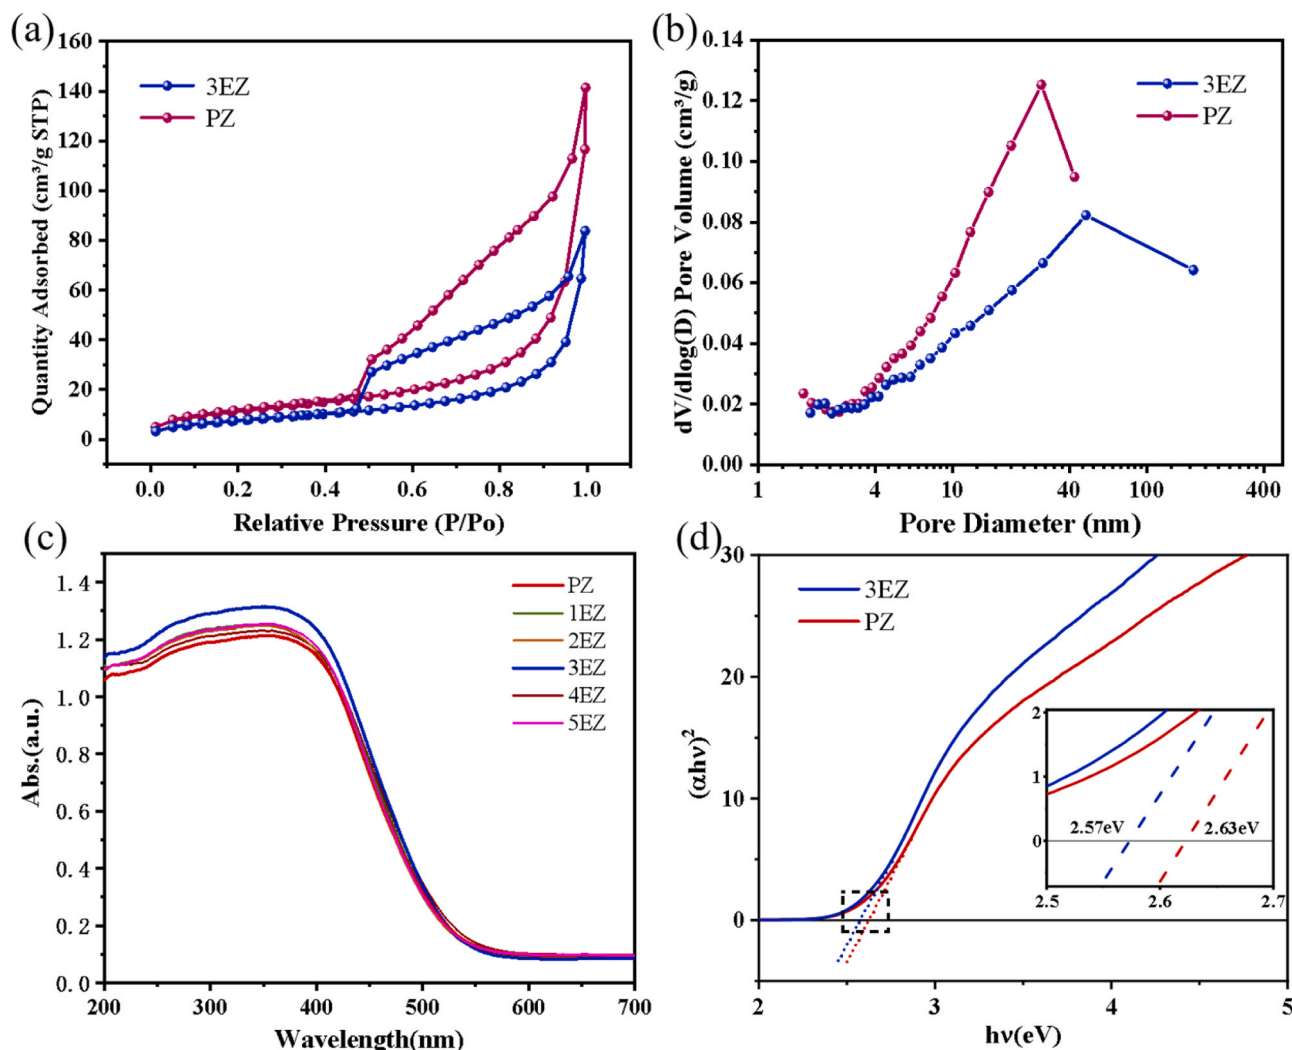 (a)
160
140
120
100
80
60
40
20
0
Quantity Adsorbed (cm³/g STP)
3EZ
PZ
0.0 0.2 0.4 0.6 0.8 1.0
Relative Pressure (P/Po)
(b)
0.14
0.12
0.10
0.08
0.06
0.04
0.02
0.00
dV/dlog(D) Pore Volume (cm³/g)
3EZ
PZ
1 4 10 40 100 400
Pore Diameter (nm)
(c)
1.4
1.2
1.0
0.8
0.6
0.4
0.2
0.0
Abs.(a.u.)
PZ
1EZ
2EZ
3EZ
4EZ
5EZ
200 300 400 500 600 700
Wavelength(nm)
(d)
30
20
10
0
(αhν)²
3EZ
PZ
2
1
0
2.57eV 2.63eV
2.5 2.6 2.7
2 3 4 5
hν(eV)